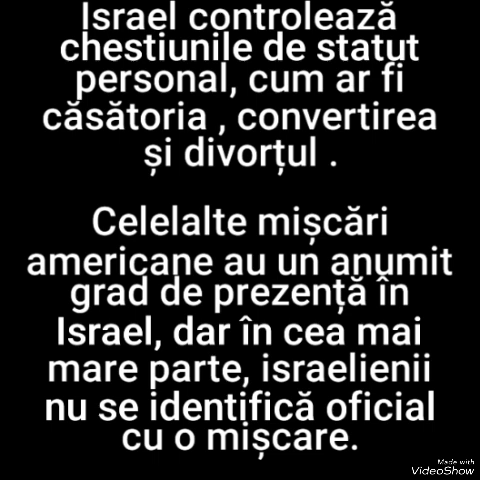 Israel controlează
chestiunile de statut
personal, cum ar fi
căsătoria , convertirea
și divorțul .
Celelalte mișcări
americane au un anumit
grad de prezență în
Israel, dar în cea mai
mare parte, israelienii
nu se identifică oficial
cu o mișcare.
Made with
VideoShow